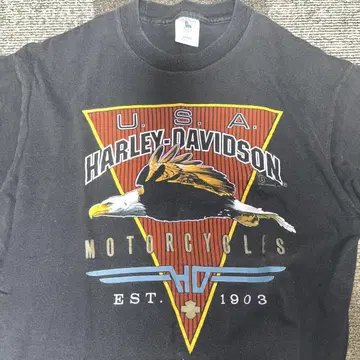 U.S.A.
HARLEY-DAVIDSON
MOTORCYCLES
HD
EST. 1903